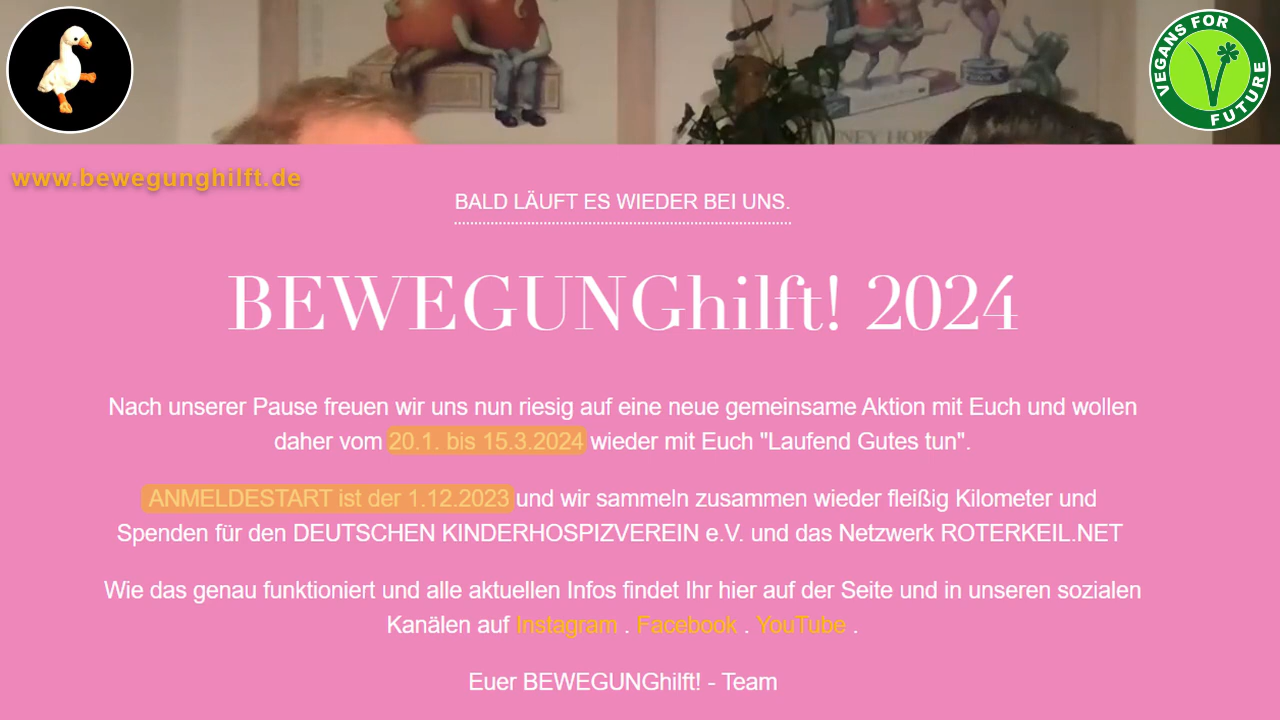 VEGANS FOR FUTURE
www.bewegunghilft.de
BALD LÄUFT ES WIEDER BEI UNS.
BEWEGUNGhilft! 2024
Nach unserer Pause freuen wir uns nun riesig auf eine neue gemeinsame Aktion mit Euch und wollen
daher vom 20.1. bis 15.3.2024 wieder mit Euch "Laufend Gutes tun".
ANMELDESTART ist der 1.12.2023 und wir sammeln zusammen wieder fleißig Kilometer und
Spenden für den DEUTSCHEN KINDERHOSPIZVEREIN e.V. und das Netzwerk ROTERKEIL.NET
Wie das genau funktioniert und alle aktuellen Infos findet Ihr hier auf der Seite und in unseren sozialen
Kanälen auf Instagram . Facebook . YouTube .
Euer BEWEGUNGhilft! - Team